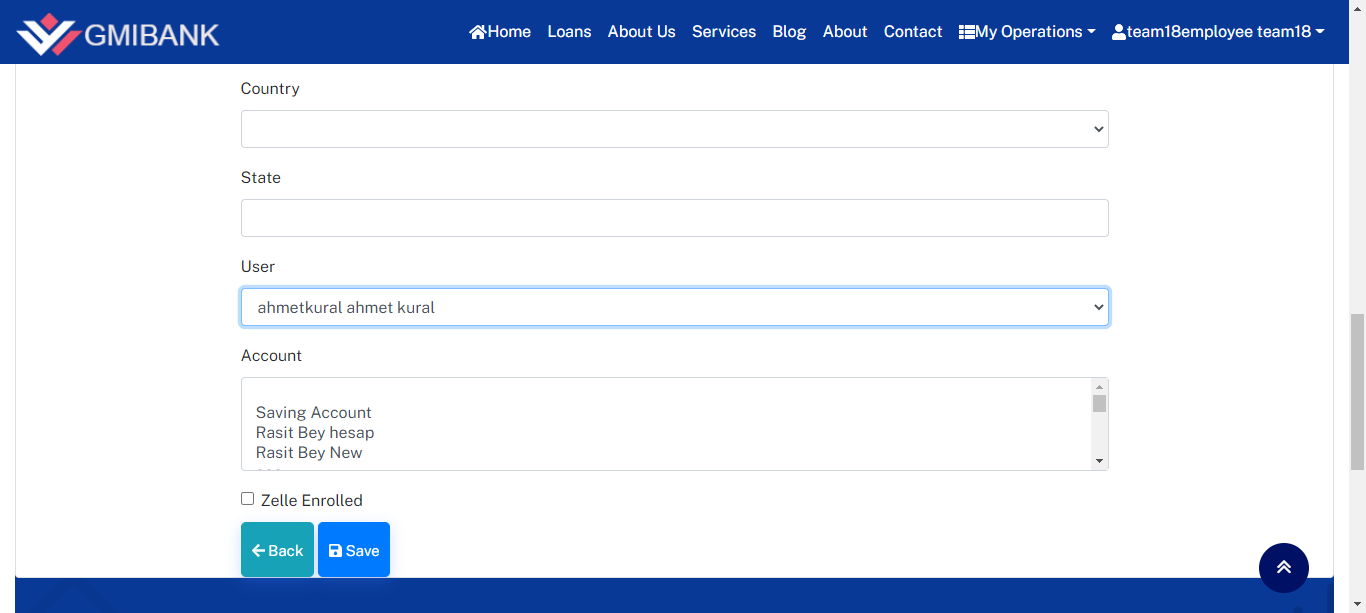 GMIBANK
Home Loans About Us Services Blog About Contact My Operations team18employee team18
Country
State
User
ahmetkural ahmet kural
Account
Saving Account
Rasit Bey hesap
Rasit Bey New
Zelle Enrolled
Back Save